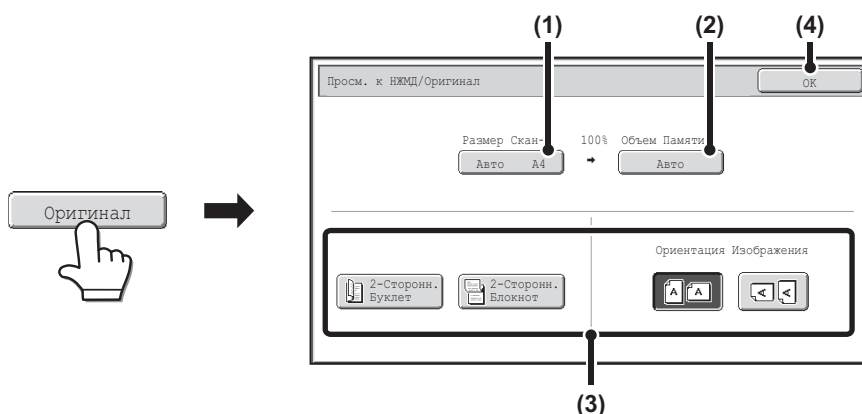 (1) (2) (4)
Просм. к НЖМД/Оригинал OK
Размер Скан- 100% Объем Памяти
Авто A4 Авто
Оригинал
Ориентация Изображения
2-Сторонн. 2-Сторонн.
Буклет Блокнот
A A A A
(3)